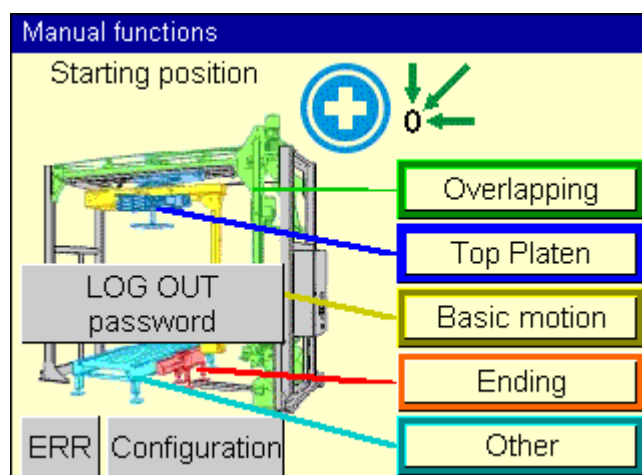 Manual functions
Starting position
0
Overlapping
Top Platen
LOG OUT
password
Basic motion
Ending
ERR
Configuration
Other